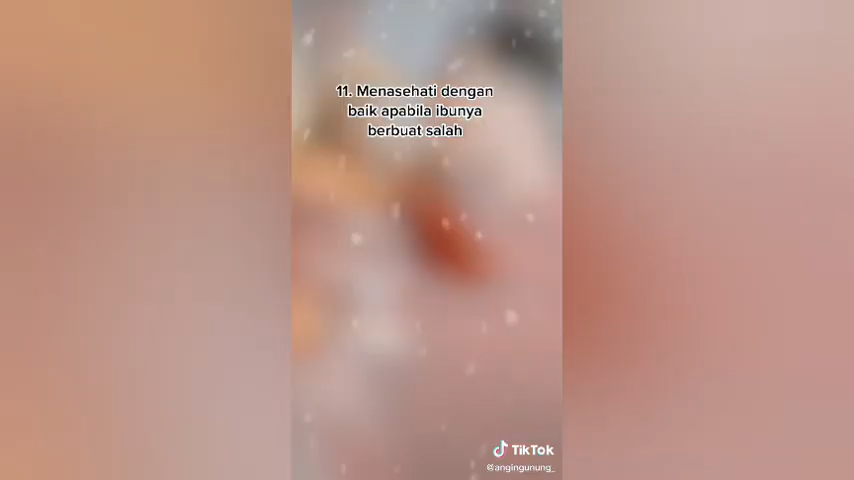 11. Menasehati dengan
baik apabila ibunya
berbuat salah
TikTok
@angingunung_